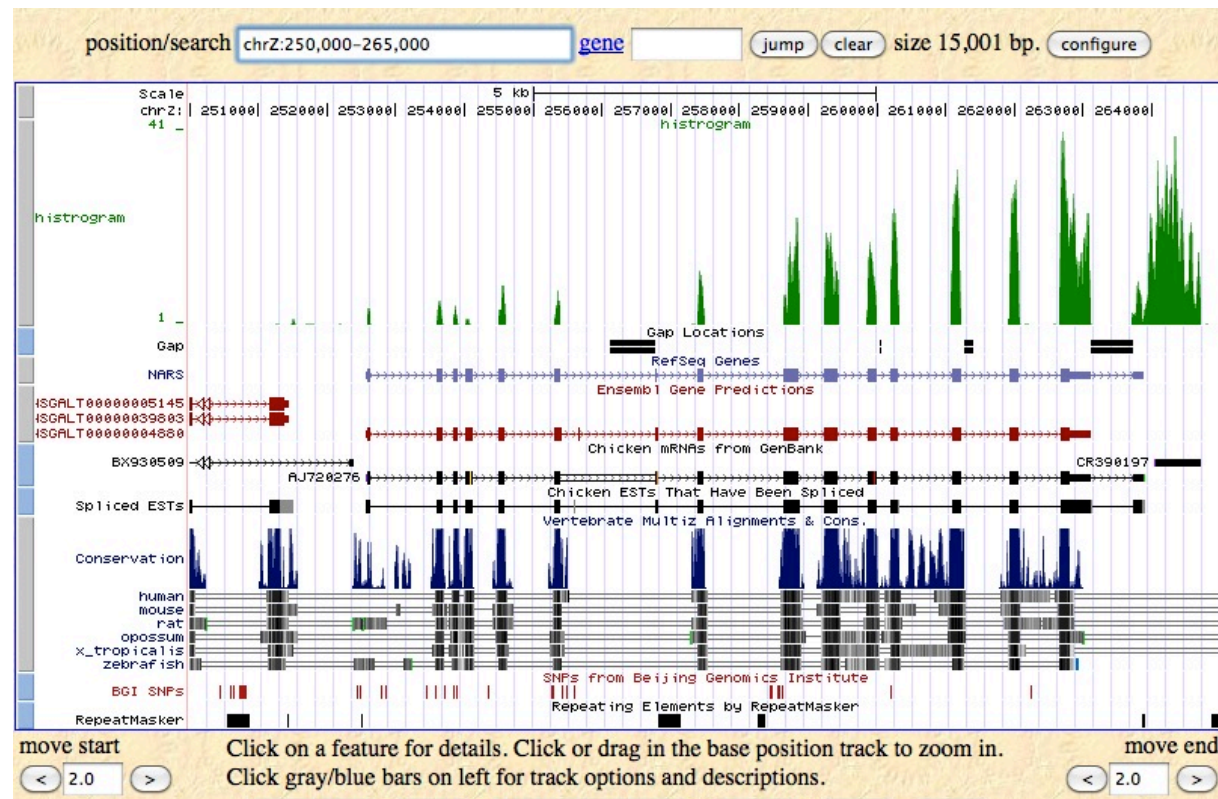 position/search chrZ:250,000-265,000 gene jump clear size 15,001 bp. configure
Scale 5 kb
chrZ: 251000 252000 253000 254000 255000 256000 257000 258000 259000 260000 261000 262000 263000 264000
41 _ histrogram
histrogram
1 _
Gap Locations
Gap
RefSeq Genes
NARS
Ensembl Gene Predictions
ISGALT00000005145
ISGALT00000039803
ISGALT00000004880
Chicken mRNAs from GenBank
BX930509 CR390197
AJ720276
Chicken ESTs That Have Been Spliced
Spliced ESTs
Vertebrate Multiz Alignments & Cons.
Conservation
human
mouse
rat
opossum
x_tropicalis
zebrafish
SNPs from Beijing Genomics Institute
BGI SNPs
Repeating Elements by RepeatMasker
RepeatMasker
move start Click on a feature for details. Click or drag in the base position track to zoom in. move end
< 2.0 > Click gray/blue bars on left for track options and descriptions. < 2.0 >